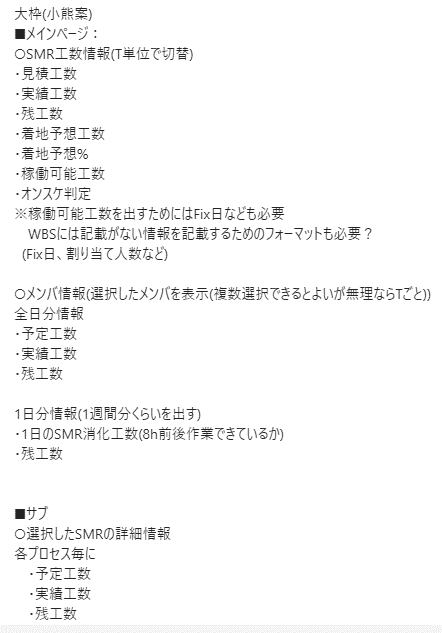 大枠(小熊案)
■メインページ：
○SMR工数情報(T単位で切替)
・見積工数
・実績工数
・残工数
・着地予想工数
・着地予想%
・稼働可能工数
・オンスケ判定
※稼働可能工数を出すためにはFix日なども必要
　WBSには記載がない情報を記載するためのフォーマットも必要？
　(Fix日、割り当て人数など)
○メンバ情報(選択したメンバを表示(複数選択できるとよいが無理ならTごと))
全日分情報
・予定工数
・実績工数
・残工数
1日分情報(1週間分くらいを出す)
・1日のSMR消化工数(8h前後作業できているか)
・残工数
■サブ
○選択したSMRの詳細情報
各プロセス毎に
　・予定工数
　・実績工数
　・残工数